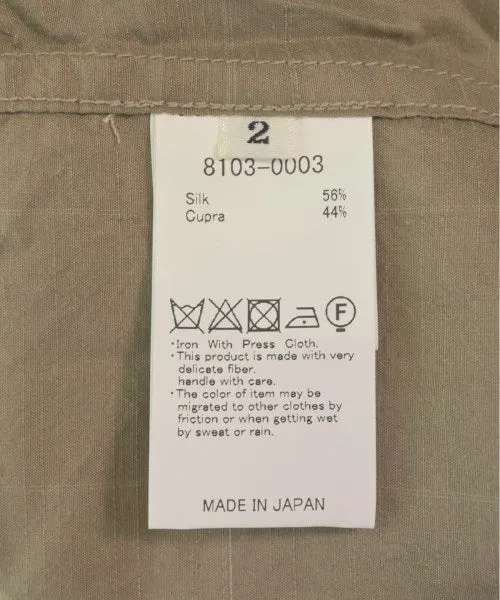 2
8103-0003
Silk 56%
Cupra 44%
F
・Iron With Press Cloth.
・This product is made with very
delicate fiber.
handle with care.
・The color of item may be
migrated to other clothes by
friction or when getting wet
by sweat or rain.
MADE IN JAPAN